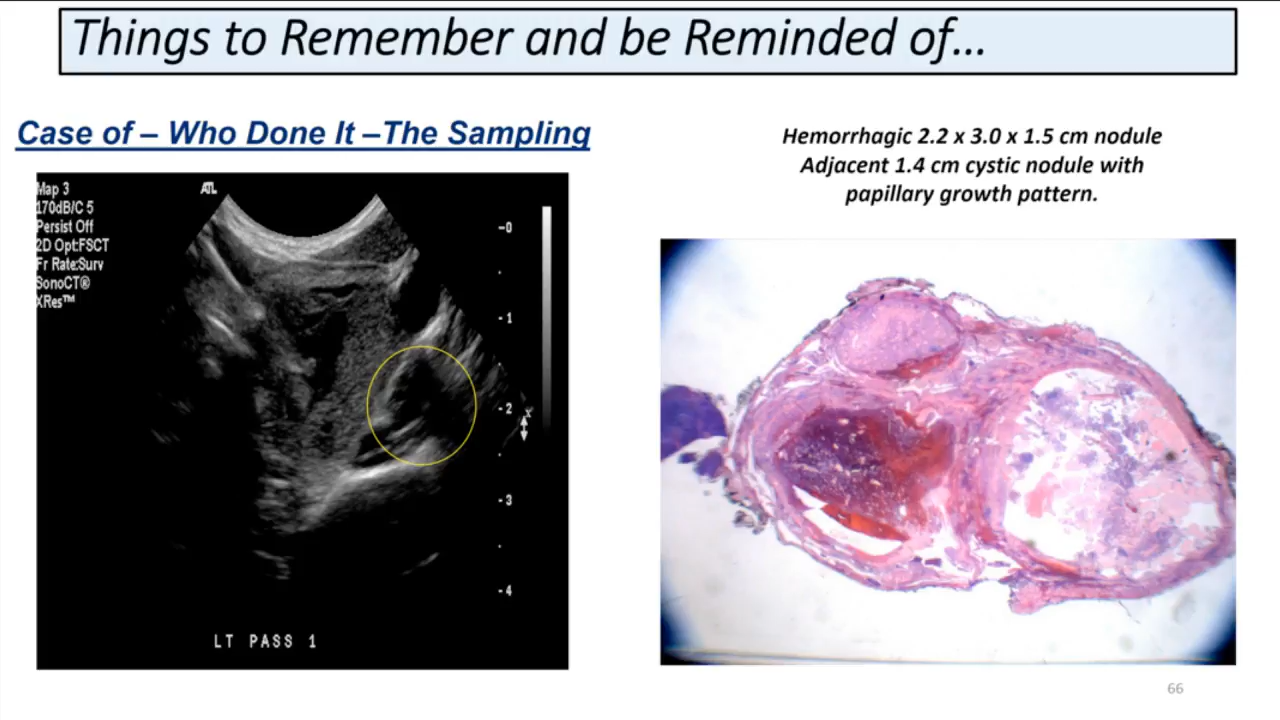 Things to Remember and be Reminded of...
Case of – Who Done It –The Sampling
Hemorrhagic 2.2 x 3.0 x 1.5 cm nodule
Adjacent 1.4 cm cystic nodule with
papillary growth pattern.
Map 3
170dB/C 5
Persist Off
2D Opt:FSCT
Fr Rate:Surv
SonoCT®
XRes™
ATL
-0
-1
-2
-3
-4
LT PASS 1
66